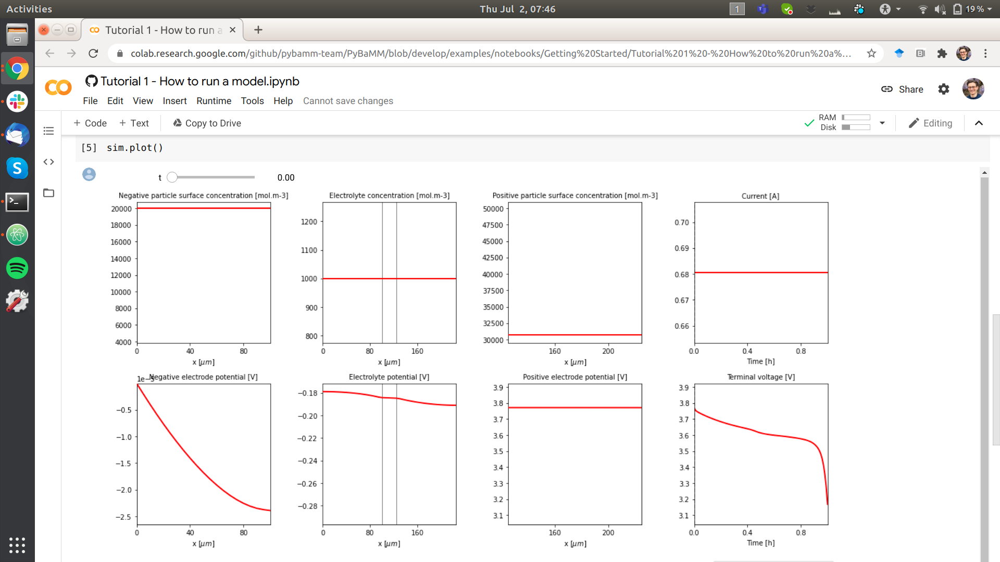 Activities
Thu Jul 2, 07:46
1
19 %
Tutorial 1 - How to run a
colab.research.google.com/github/pybamm-team/PyBaMM/blob/develop/examples/notebooks/Getting%20Started/Tutorial%201%20-%20How%20to%20run%20a%...
Tutorial 1 - How to run a model.ipynb
Share
File Edit View Insert Runtime Tools Help Cannot save changes
+ Code + Text Copy to Drive
RAM
Disk
Editing
[5] sim.plot()
t 0.00
Negative particle surface concentration [mol.m-3]
20000
18000
16000
14000
12000
10000
8000
6000
4000
0 40 80
x [μm]
Electrolyte concentration [mol.m-3]
1200
1100
1000
900
800
0 80 160
x [μm]
Positive particle surface concentration [mol.m-3]
50000
47500
45000
42500
40000
37500
35000
32500
30000
160 200
x [μm]
Current [A]
0.70
0.69
0.68
0.67
0.66
0.0 0.4 0.8
Time [h]
1e−5
Negative electrode potential [V]
−0.5
−1.0
−1.5
−2.0
−2.5
0 40 80
x [μm]
Electrolyte potential [V]
−0.18
−0.20
−0.22
−0.24
−0.26
−0.28
0 80 160
x [μm]
Positive electrode potential [V]
3.9
3.8
3.7
3.6
3.5
3.4
3.3
3.2
3.1
160 200
x [μm]
Terminal voltage [V]
3.9
3.8
3.7
3.6
3.5
3.4
3.3
3.2
3.1
0.0 0.4 0.8
Time [h]